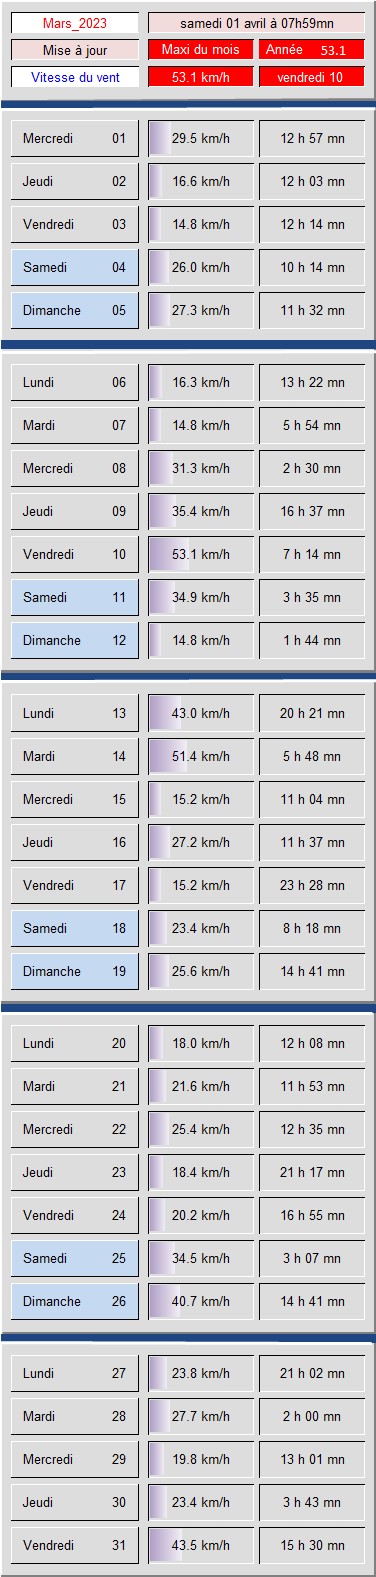 Mars_2023 samedi 01 avril à 07h59mn
Mise à jour Maxi du mois Année 53.1
Vitesse du vent 53.1 km/h vendredi 10
Mercredi 01 29.5 km/h 12 h 57 mn
Jeudi 02 16.6 km/h 12 h 03 mn
Vendredi 03 14.8 km/h 12 h 14 mn
Samedi 04 26.0 km/h 10 h 14 mn
Dimanche 05 27.3 km/h 11 h 32 mn
Lundi 06 16.3 km/h 13 h 22 mn
Mardi 07 14.8 km/h 5 h 54 mn
Mercredi 08 31.3 km/h 2 h 30 mn
Jeudi 09 35.4 km/h 16 h 37 mn
Vendredi 10 53.1 km/h 7 h 14 mn
Samedi 11 34.9 km/h 3 h 35 mn
Dimanche 12 14.8 km/h 1 h 44 mn
Lundi 13 43.0 km/h 20 h 21 mn
Mardi 14 51.4 km/h 5 h 48 mn
Mercredi 15 15.2 km/h 11 h 04 mn
Jeudi 16 27.2 km/h 11 h 37 mn
Vendredi 17 15.2 km/h 23 h 28 mn
Samedi 18 23.4 km/h 8 h 18 mn
Dimanche 19 25.6 km/h 14 h 41 mn
Lundi 20 18.0 km/h 12 h 08 mn
Mardi 21 21.6 km/h 11 h 53 mn
Mercredi 22 25.4 km/h 12 h 35 mn
Jeudi 23 18.4 km/h 21 h 17 mn
Vendredi 24 20.2 km/h 16 h 55 mn
Samedi 25 34.5 km/h 3 h 07 mn
Dimanche 26 40.7 km/h 14 h 41 mn
Lundi 27 23.8 km/h 21 h 02 mn
Mardi 28 27.7 km/h 2 h 00 mn
Mercredi 29 19.8 km/h 13 h 01 mn
Jeudi 30 23.4 km/h 3 h 43 mn
Vendredi 31 43.5 km/h 15 h 30 mn